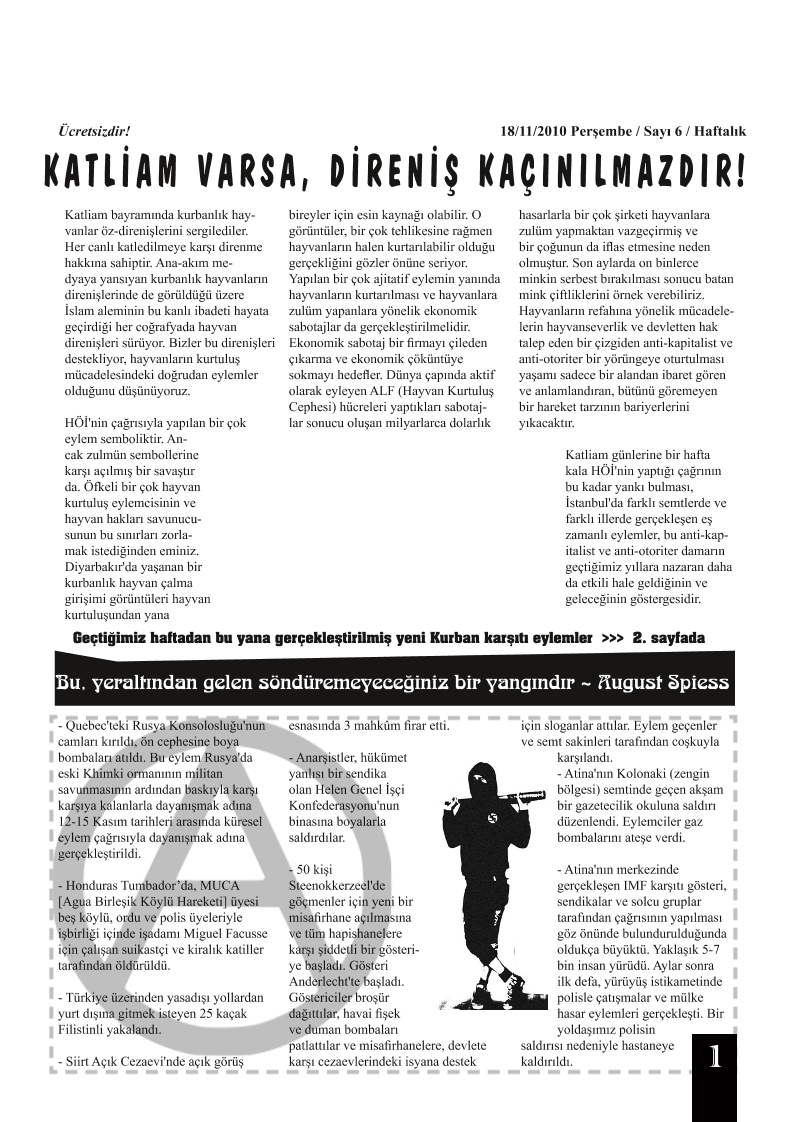 Ücretsizdir!
18/11/2010 Perşembe / Sayı 6 / Haftalık
KATLİAM VARSA, DİRENİŞ KAÇINILMAZDIR!
Katliam bayramında kurbanlık hay-
vanlar öz-direnişlerini sergilediler.
Her canlı katledilmeye karşı direnme
hakkına sahiptir. Ana-akım me-
dyaya yansıyan kurbanlık hayvanların
direnişlerinde de görüldüğü üzere
İslam aleminin bu kanlı ibadeti hayata
geçirdiği her coğrafyada hayvan
direnişleri sürüyor. Bizler bu direnişleri
destekliyor, hayvanların kurtuluş
mücadelesindeki doğrudan eylemler
olduğunu düşünüyoruz.
HÖİ'nin çağrısıyla yapılan bir çok
eylem semboliktir. An-
cak zulmün sembollerine
karşı açılmış bir savaştır
da. Öfkeli bir çok hayvan
kurtuluş eylemcisinin ve
hayvan hakları savunucu-
sunun bu sınırları zorla-
mak istediğinden eminiz.
Diyarbakır'da yaşanan bir
kurbanlık hayvan çalma
girişimi görüntüleri hayvan
kurtuluşundan yana
bireyler için esin kaynağı olabilir. O
görüntüler, bir çok tehlikesine rağmen
hayvanların halen kurtarılabilir olduğu
gerçekliğini gözler önüne seriyor.
Yapılan bir çok ajitatif eylemin yanında
hayvanların kurtarılması ve hayvanlara
zulüm yapanlara yönelik ekonomik
sabotajlar da gerçekleştirilmelidir.
Ekonomik sabotaj bir firmayı çileden
çıkarma ve ekonomik çöküntüye
sokmayı hedefler. Dünya çapında aktif
olarak eyleyen ALF (Hayvan Kurtuluş
Cephesi) hücreleri yaptıkları sabotaj-
lar sonucu oluşan milyarlarca dolarlık
hasarlarla bir çok şirketi hayvanlara
zulüm yapmaktan vazgeçirmiş ve
bir çoğunun da iflas etmesine neden
olmuştur. Son aylarda on binlerce
minkin serbest bırakılması sonucu batan
mink çiftliklerini örnek verebiliriz.
Hayvanların refahına yönelik mücadele-
lerin hayvanseverlik ve devletten hak
talep eden bir çizgiden anti-kapitalist ve
anti-otoriter bir yörüngeye oturtulması
yaşamı sadece bir alandan ibaret gören
ve anlamlandıran, bütünü göremeyen
bir hareket tarzının bariyerlerini
yıkacaktır.
Katliam günlerine bir hafta
kala HÖİ'nin yaptığı çağrının
bu kadar yankı bulması,
İstanbul'da farklı semtlerde ve
farklı illerde gerçekleşen eş
zamanlı eylemler, bu anti-kap-
italist ve anti-otoriter damarın
geçtiğimiz yıllara nazaran daha
da etkili hale geldiğinin ve
geleceğinin göstergesidir.
Geçtiğimiz haftadan bu yana gerçekleştirilmiş yeni Kurban karşıtı eylemler >>> 2. sayfada
Bu, yeraltından gelen söndüremeyeceğiniz bir yangındır ~ August Spiess
- Quebec'teki Rusya Konsolosluğu'nun
camları kırıldı, ön cephesine boya
bombaları atıldı. Bu eylem Rusya'da
eski Khimki ormanının militan
savunmasının ardından baskıyla karşı
karşıya kalanlarla dayanışmak adına
12-15 Kasım tarihleri arasında küresel
eylem çağrısıyla dayanışmak adına
gerçekleştirildi.
- Honduras Tumbador’da, MUCA
[Agua Birleşik Köylü Hareketi] üyesi
beş köylü, ordu ve polis üyeleriyle
işbirliği içinde işadamı Miguel Facusse
için çalışan suikastçi ve kiralık katiller
tarafından öldürüldü.
- Türkiye üzerinden yasadışı yollardan
yurt dışına gitmek isteyen 25 kaçak
Filistinli yakalandı.
- Siirt Açık Cezaevi'nde açık görüş
esnasında 3 mahkûm firar etti.
- Anarşistler, hükümet
yanlısı bir sendika
olan Helen Genel İşçi
Konfederasyonu'nun
binasına boyalarla
saldırdılar.
- 50 kişi
Steenokkerzeel'de
göçmenler için yeni bir
misafirhane açılmasına
ve tüm hapishanelere
karşı şiddetli bir gösteri-
ye başladı. Gösteri
Anderlecht'te başladı.
Göstericiler broşür
dağıttılar, havai fişek
ve duman bombaları
patlattılar ve misafirhanelere, devlete
karşı cezaevlerindeki isyana destek
için sloganlar attılar. Eylem geçenler
ve semt sakinleri tarafından coşkuyla
karşılandı.
- Atina'nın Kolonaki (zengin
bölgesi) semtinde geçen akşam
bir gazetecilik okuluna saldırı
düzenlendi. Eylemciler gaz
bombalarını ateşe verdi.
- Atina'nın merkezinde
gerçekleşen IMF karşıtı gösteri,
sendikalar ve solcu gruplar
tarafından çağrısının yapılması
göz önünde bulundurulduğunda
oldukça büyüktü. Yaklaşık 5-7
bin insan yürüdü. Aylar sonra
ilk defa, yürüyüş istikametinde
polisle çatışmalar ve mülke
hasar eylemleri gerçekleşti. Bir
yoldaşımız polisin
saldırısı nedeniyle hastaneye
kaldırıldı.
1